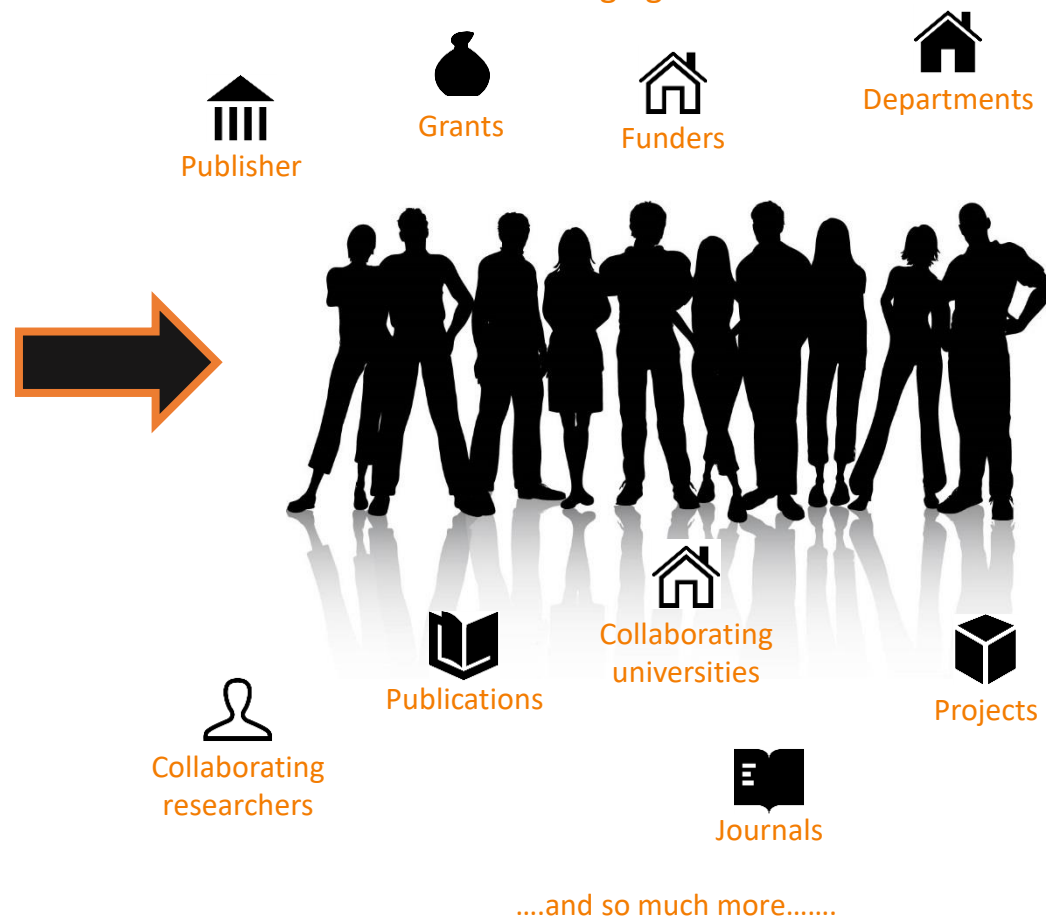 Grants
Funders
Departments
Publisher
Collaborating
universities
Publications
Projects
Collaborating
researchers
Journals
....and so much more.......